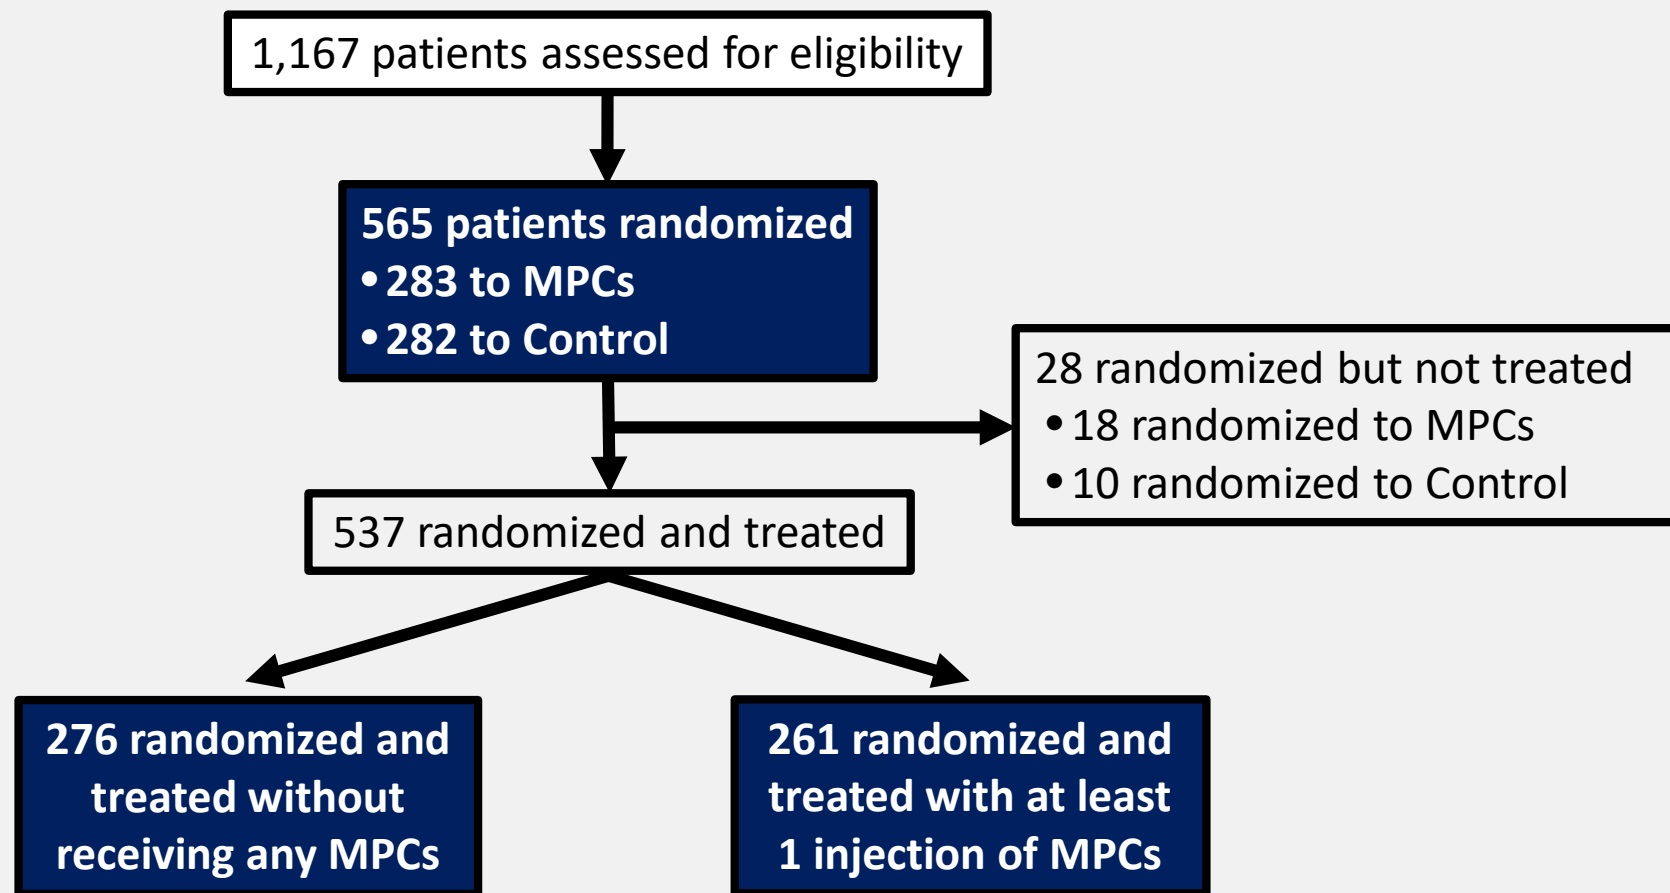 1,167 patients assessed for eligibility
565 patients randomized
•283 to MPCs
•282 to Control
28 randomized but not treated
•18 randomized to MPCs
•10 randomized to Control
537 randomized and treated
276 randomized and
treated without
receiving any MPCs
261 randomized and
treated with at least
1 injection of MPCs